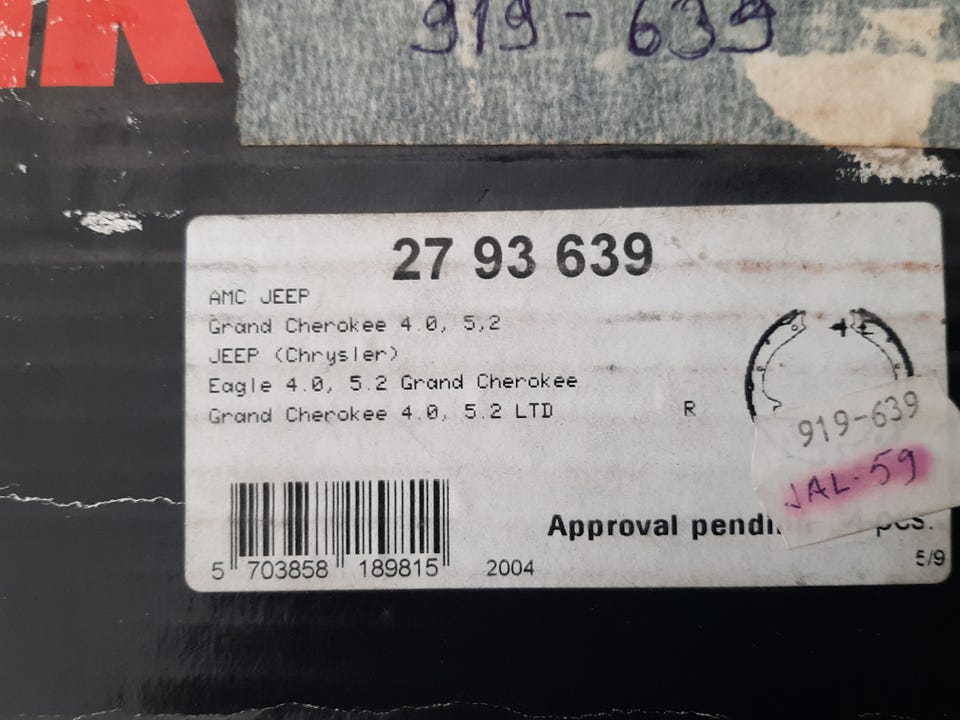 919-639
27 93 639
AMC JEEP
Grand Cherokee 4.0, 5,2
JEEP (Chrysler)
Eagle 4.0, 5.2 Grand Cherokee
Grand Cherokee 4.0, 5.2 LTD R
919-639
JAL-59
Approval pcs.
5 703858 189815 2004
5/9